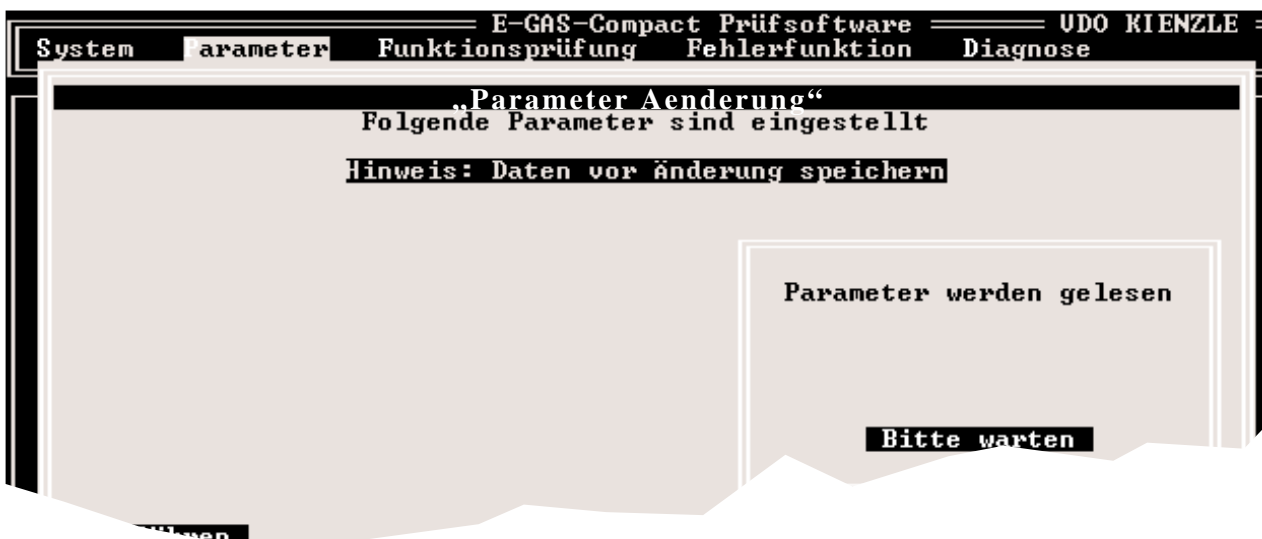 E-GAS-Compact Prüfsoftware VDO KIENZLE
System Parameter Funktionsprüfung Fehlerfunktion Diagnose
„Parameter Aenderung“
Folgende Parameter sind eingestellt
Hinweis: Daten vor Änderung speichern
Parameter werden gelesen
Bitte warten